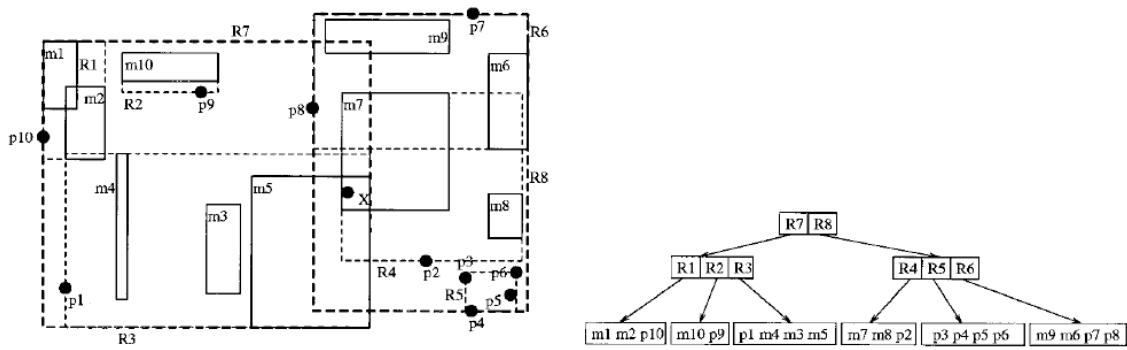 p7
R7
m9
R6
m1
R1
m10
m6
m2
R2
p9
p8
m7
p10
m4
m5
X
R8
m3
m8
R4
p2
p3
p6
R5
p5
p1
p4
R3
R7 R8
R1 R2 R3
R4 R5 R6
m1 m2 p10
m10 p9
p1 m4 m3 m5
m7 m8 p2
p3 p4 p5 p6
m9 m6 p7 p8